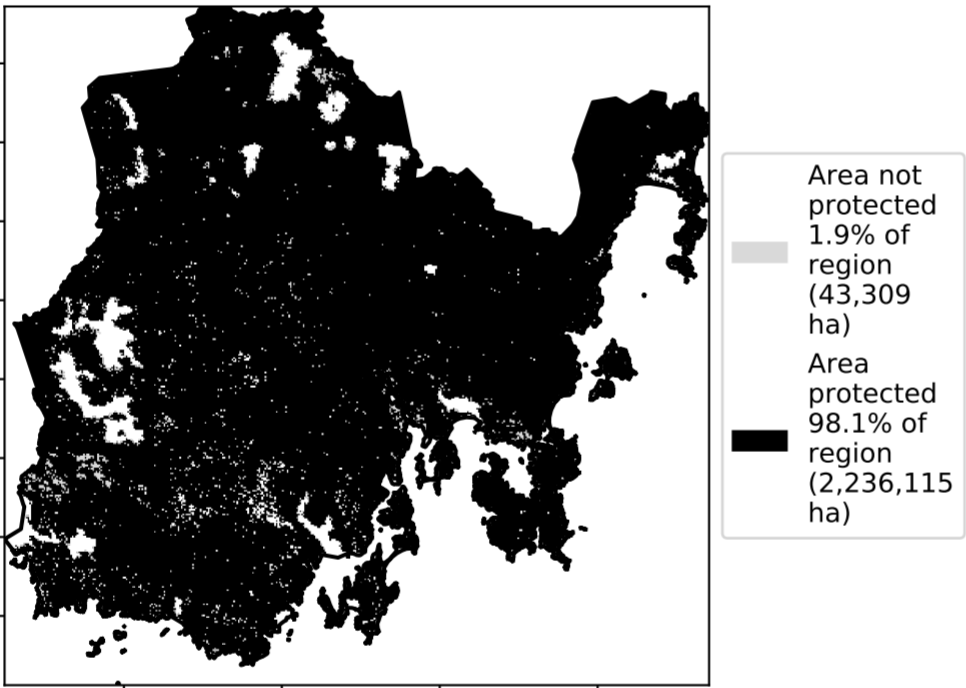 Area not
protected
1.9% of
region
(43,309
ha)
Area
protected
98.1% of
region
(2,236,115
ha)